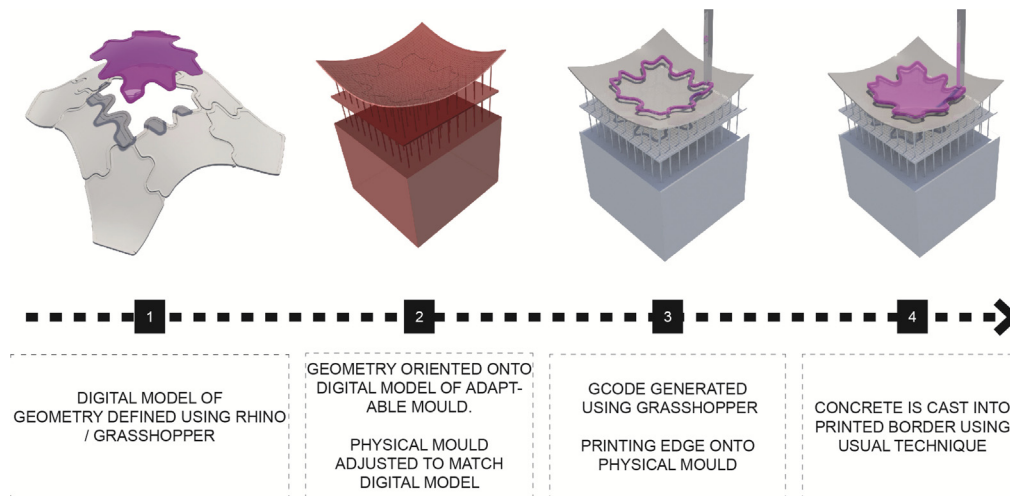 1
2
3
4
DIGITAL MODEL OF
GEOMETRY DEFINED USING RHINO
/ GRASSHOPPER
GEOMETRY ORIENTED ONTO
DIGITAL MODEL OF ADAPT-
ABLE MOULD.
PHYSICAL MOULD
ADJUSTED TO MATCH
DIGITAL MODEL
GCODE GENERATED
USING GRASSHOPPER
PRINTING EDGE ONTO
PHYSICAL MOULD
CONCRETE IS CAST INTO
PRINTED BORDER USING
USUAL TECHNIQUE